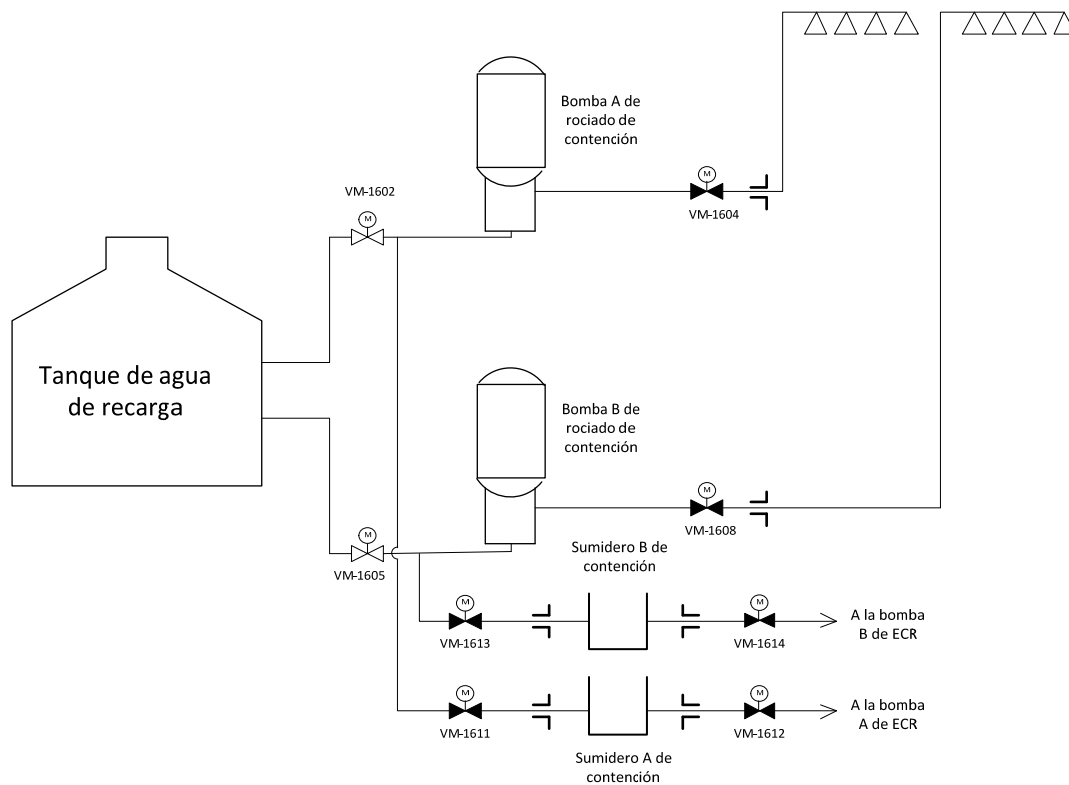 Bomba A de
rociado de
contención
M
VM-1602
M
VM-1604
M
Tanque de agua
de recarga
Bomba B de
rociado de
contención
M
VM-1608
M
VM-1605
Sumidero B de
contención
M
VM-1613
M
VM-1614
A la bomba
B de ECR
M
VM-1611
M
VM-1612
A la bomba
A de ECR
Sumidero A de
contención